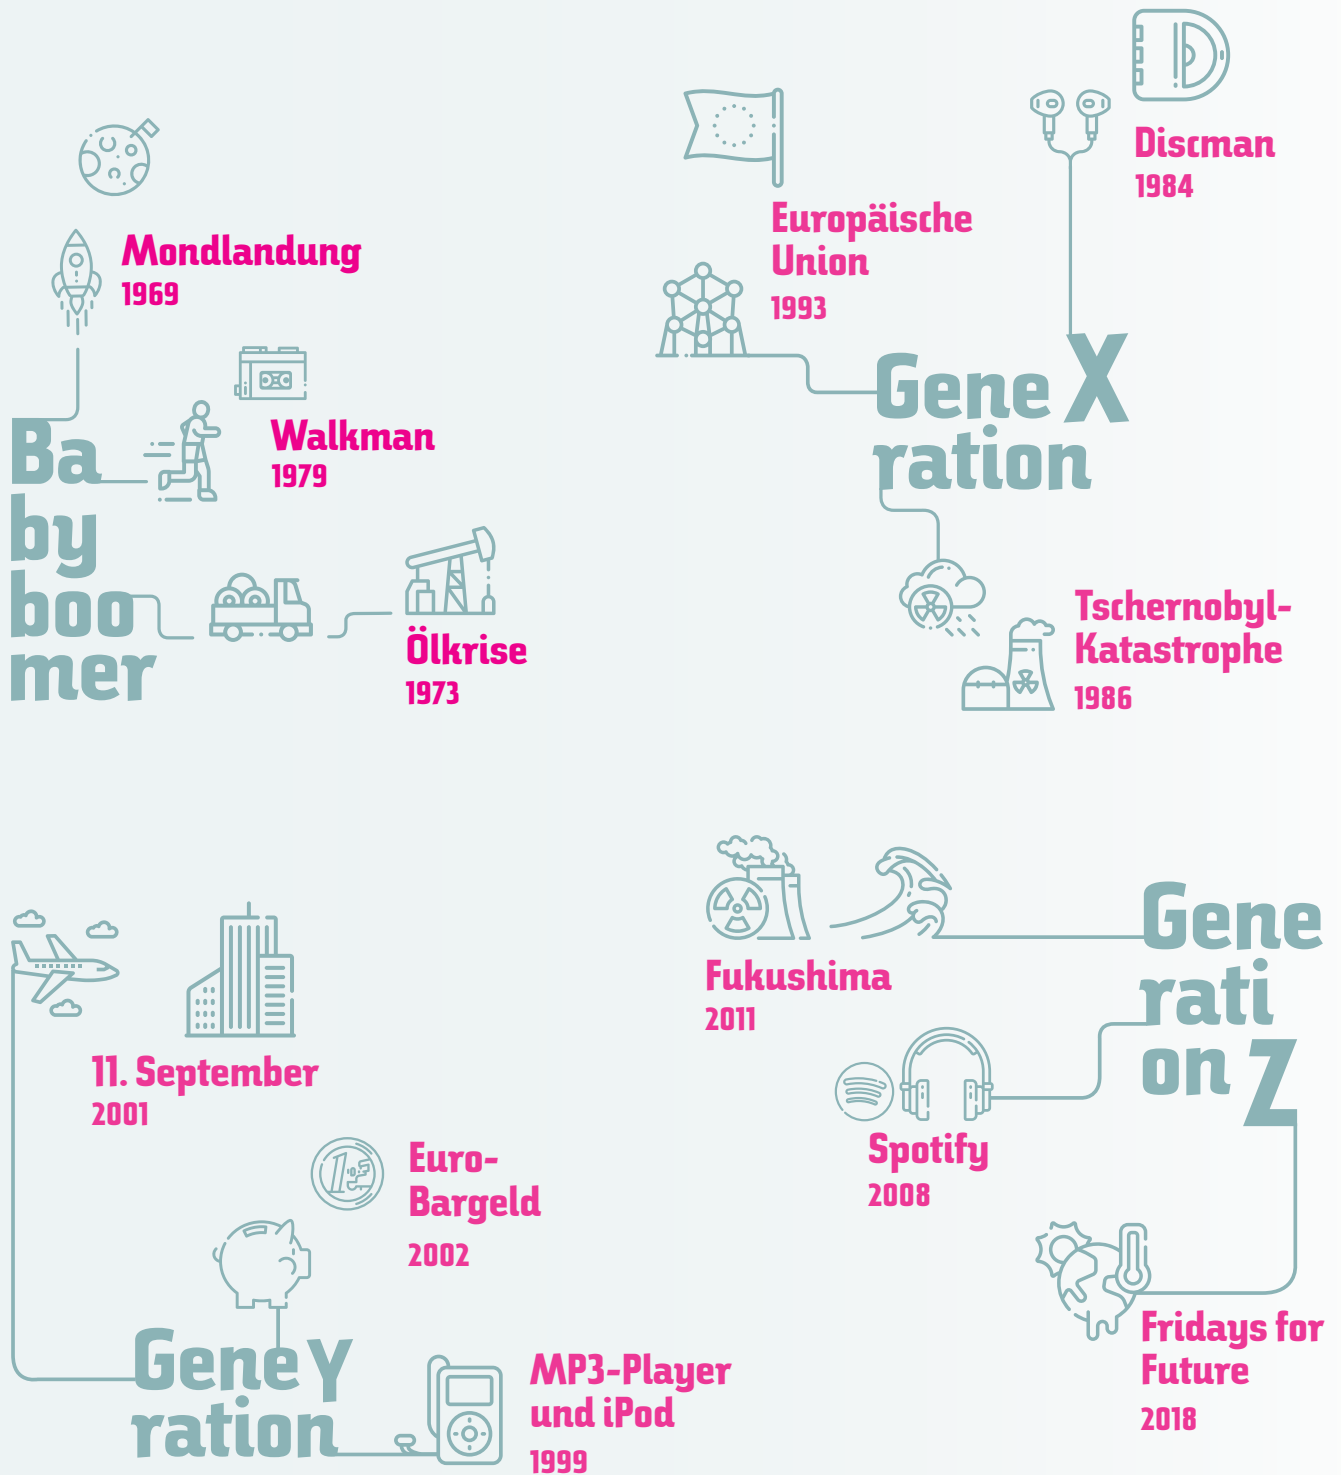 Mondlandung
1969
Walkman
1979
Ölkrise
1973
Ba
by
boo
mer
Discman
1984
Europäische
Union
1993
Gene X
ration
Tschernobyl-
Katastrophe
1986
11. September
2001
Euro-
Bargeld
2002
1
Gene Y
ration
MP3-Player
und iPod
1999
Fukushima
2011
Gene
rati
on Z
Spotify
2008
Fridays for
Future
2018